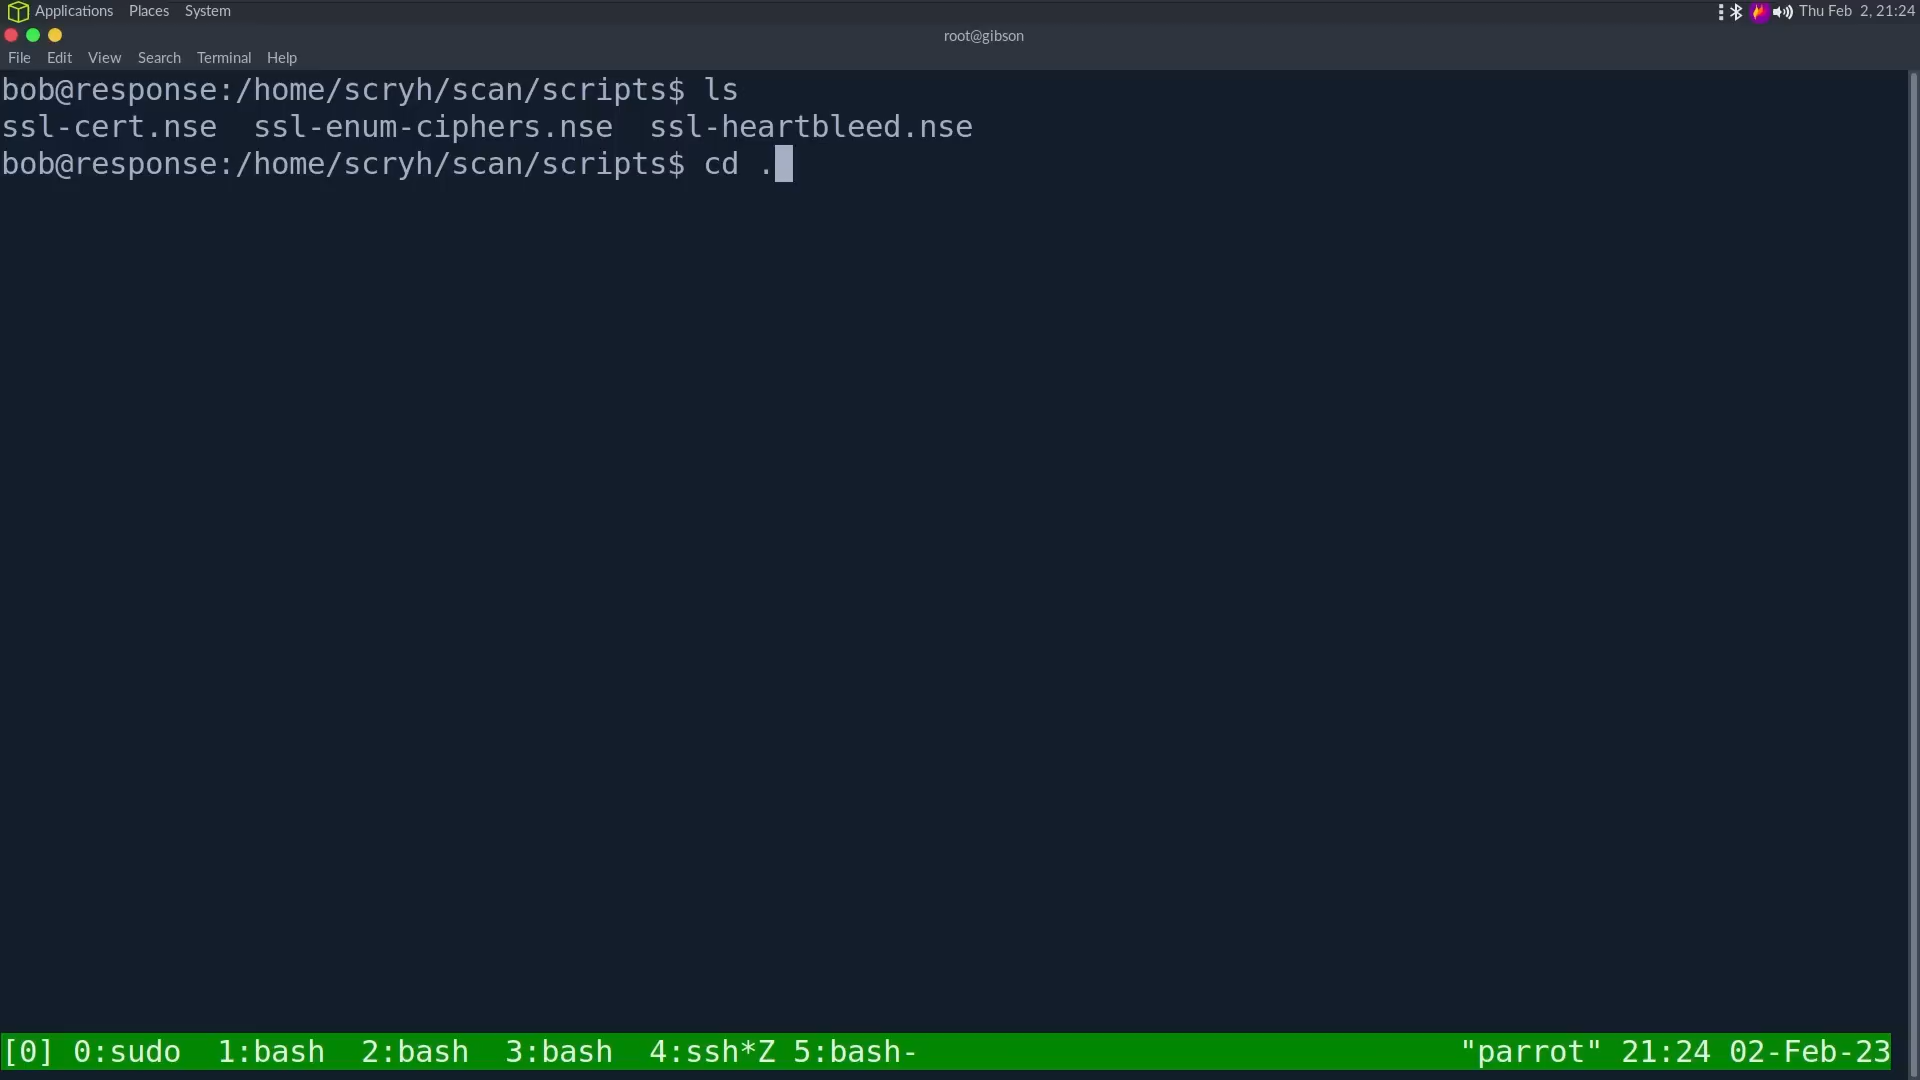 Applications Places System Thu Feb 2, 21:24
root@gibson
File Edit View Search Terminal Help
bob@response:/home/scryh/scan/scripts$ ls
ssl-cert.nse  ssl-enum-ciphers.nse  ssl-heartbleed.nse
bob@response:/home/scryh/scan/scripts$ cd .
[0] 0:sudo  1:bash  2:bash  3:bash  4:ssh*Z 5:bash- "parrot" 21:24 02-Feb-23